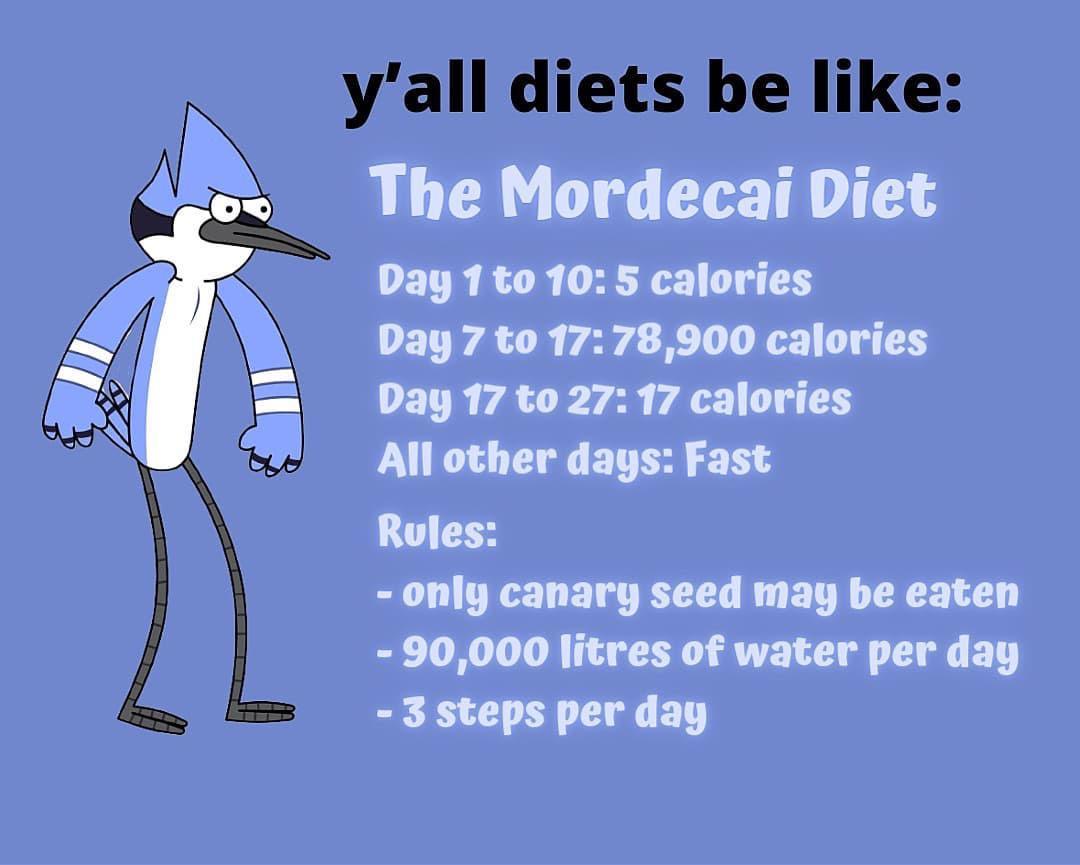 y’all diets be like:
The Mordecai Diet
Day 1 to 10: 5 calories
Day 7 to 17: 78,900 calories
Day 17 to 27: 17 calories
All other days: Fast
Rules:
- only canary seed may be eaten
- 90,000 litres of water per day
- 3 steps per day